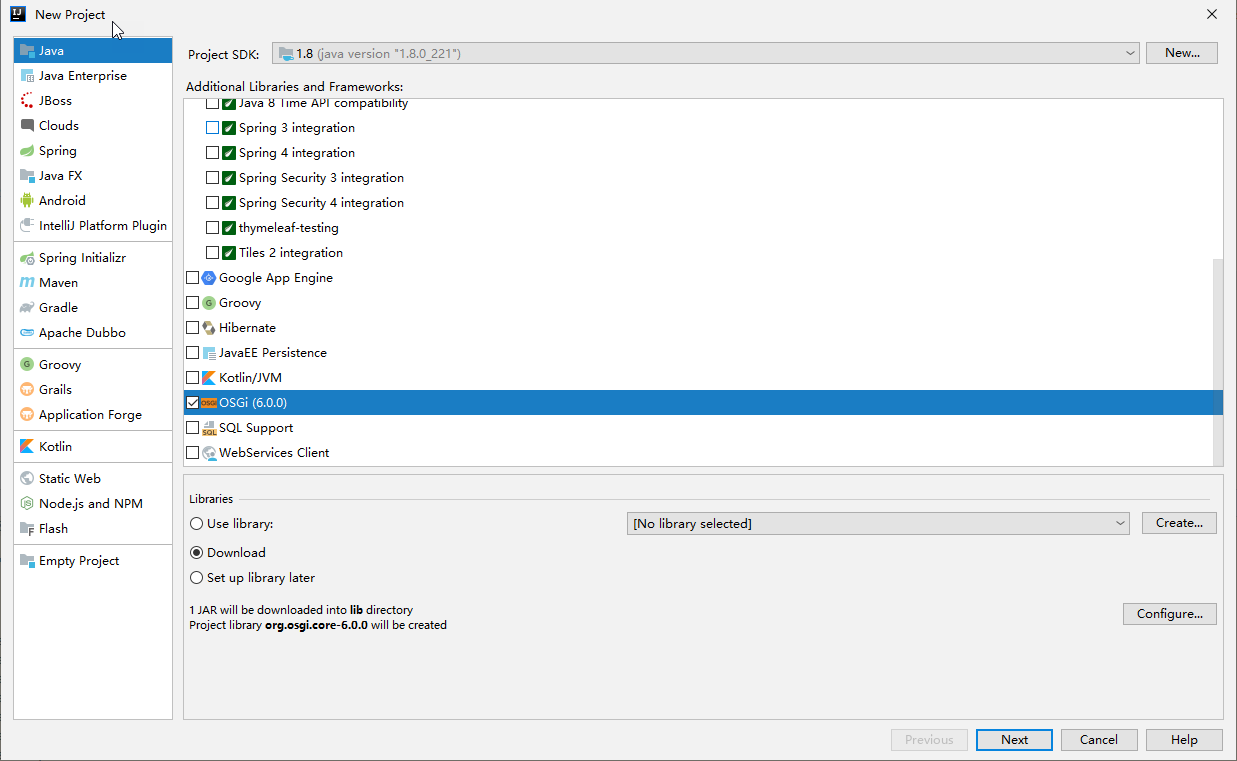 New Project
Java
Java Enterprise
JBoss
Clouds
Spring
Java FX
Android
IntelliJ Platform Plugin
Spring Initializr
Maven
Gradle
Apache Dubbo
Groovy
Grails
Application Forge
Kotlin
Static Web
Node.js and NPM
Flash
Empty Project
Project SDK: 1.8 (java version "1.8.0_221") New...
Additional Libraries and Frameworks:
Java 8 Time API compatibility
Spring 3 integration
Spring 4 integration
Spring Security 3 integration
Spring Security 4 integration
thymeleaf-testing
Tiles 2 integration
Google App Engine
Groovy
Hibernate
JavaEE Persistence
Kotlin/JVM
OSGi (6.0.0)
SQL Support
WebServices Client
Libraries
Use library: [No library selected] Create...
Download
Set up library later
1 JAR will be downloaded into lib directory
Project library org.osgi.core-6.0.0 will be created
Configure...
Previous Next Cancel Help